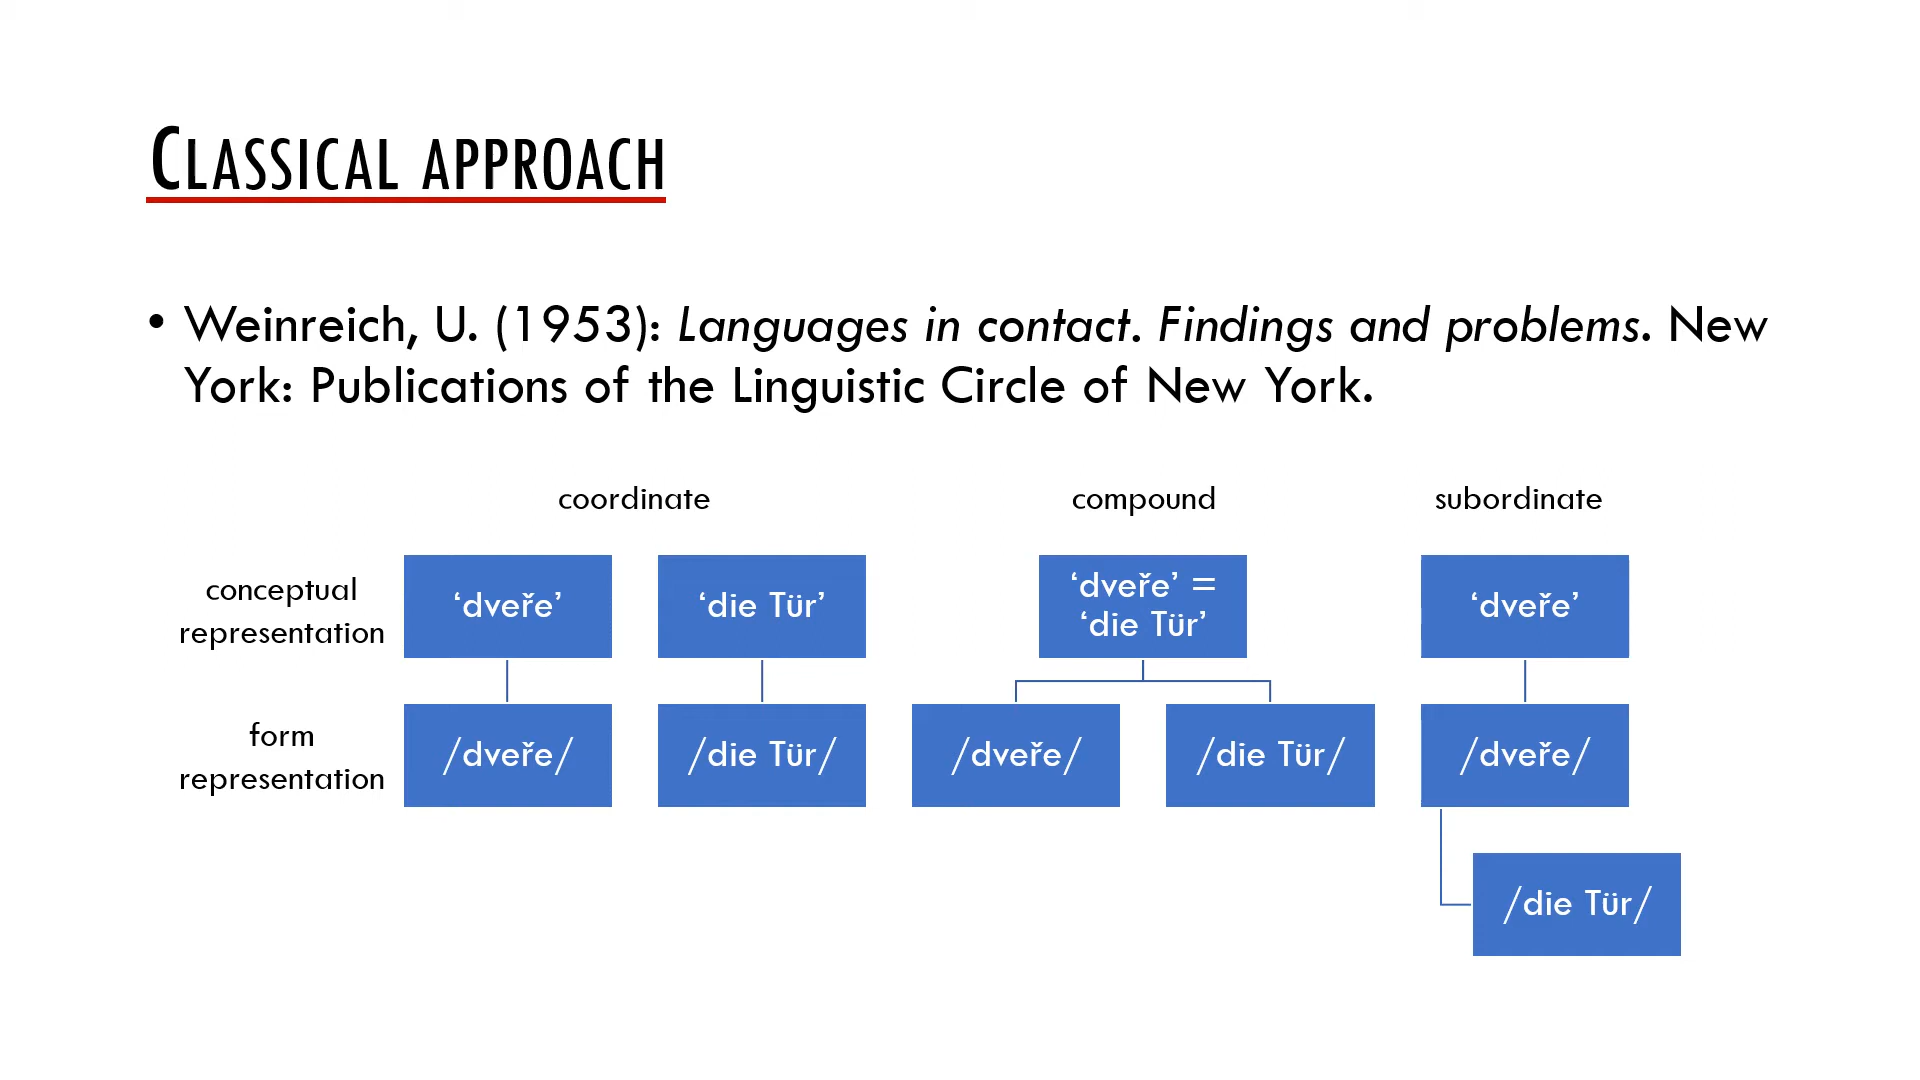 CLASSICAL APPROACH
• Weinreich, U. (1953): Languages in contact. Findings and problems. New
York: Publications of the Linguistic Circle of New York.
coordinate compound subordinate
conceptual
representation
‘dveře’ ‘die Tür’ ‘dveře’ =
‘die Tür’ ‘dveře’
form
representation
/dveře/ /die Tür/ /dveře/ /die Tür/ /dveře/
/die Tür/